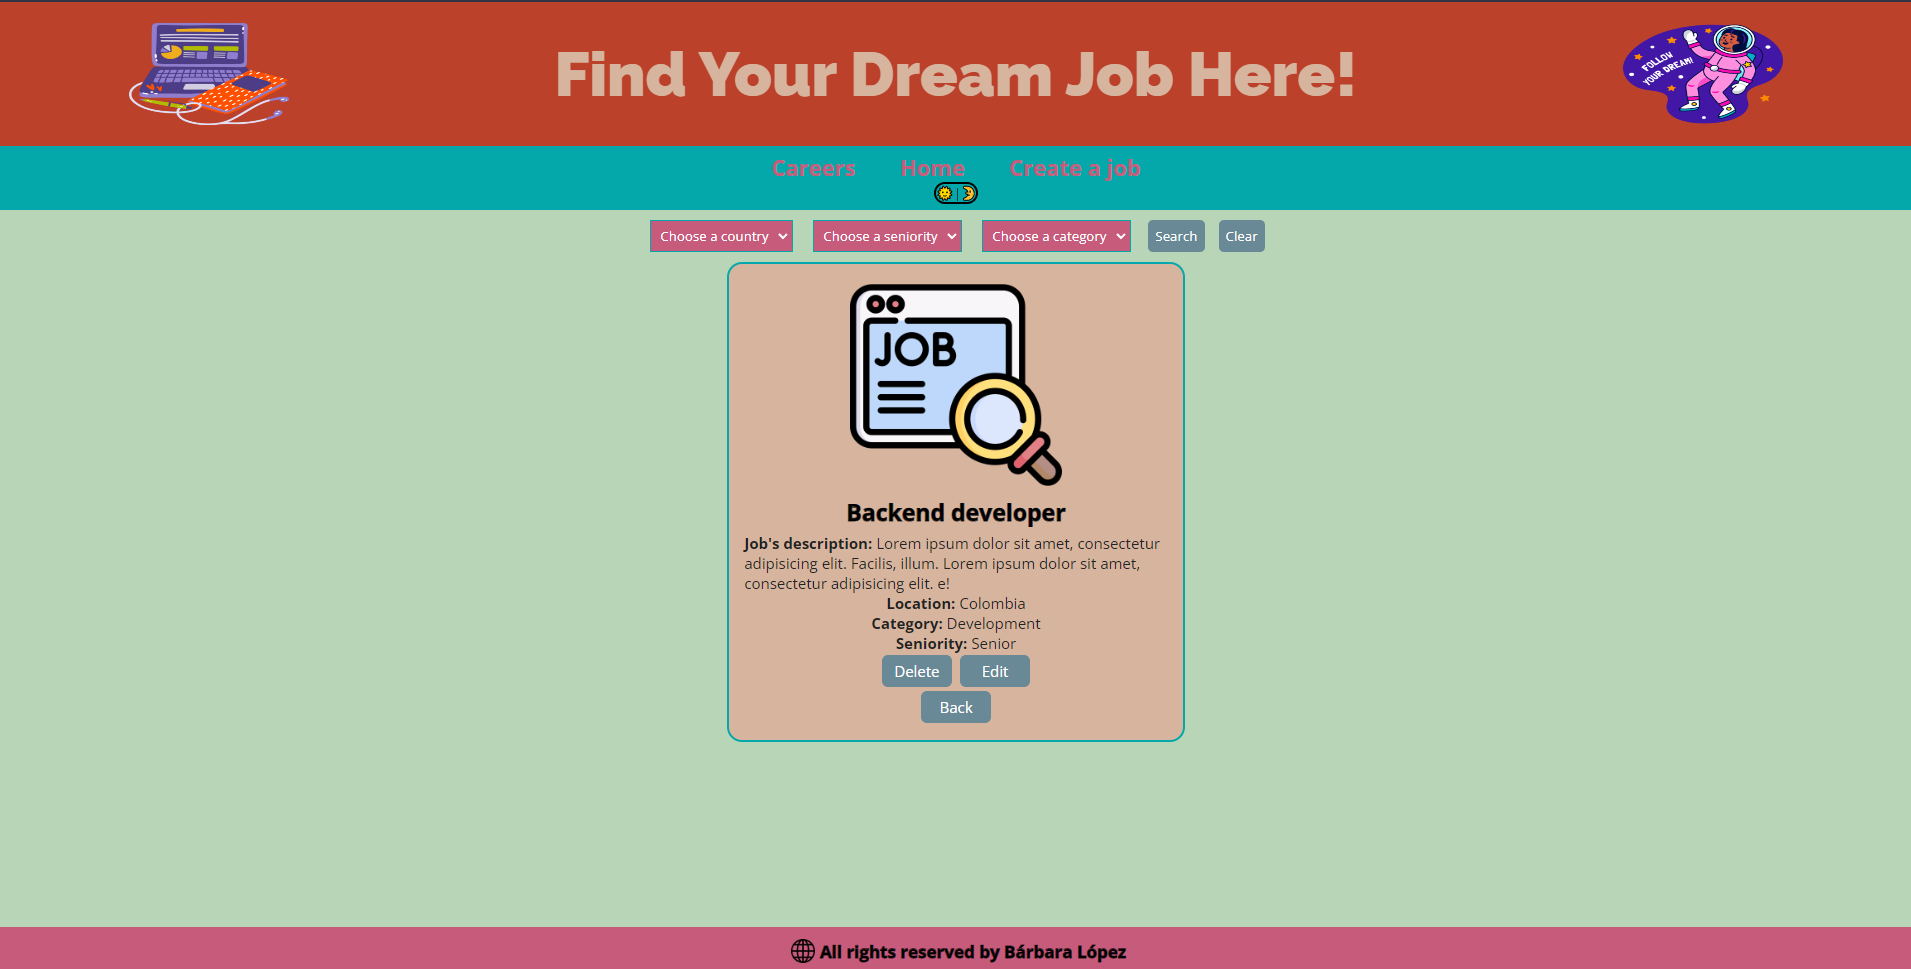 Find Your Dream Job Here!
FOLLOW
YOUR DREAM!
Careers Home Create a job
Choose a country Choose a seniority Choose a category Search Clear
JOB
Backend developer
Job's description: Lorem ipsum dolor sit amet, consectetur
adipisicing elit. Facilis, illum. Lorem ipsum dolor sit amet,
consectetur adipisicing elit. e!
Location: Colombia
Category: Development
Seniority: Senior
Delete Edit
Back
All rights reserved by Bárbara López